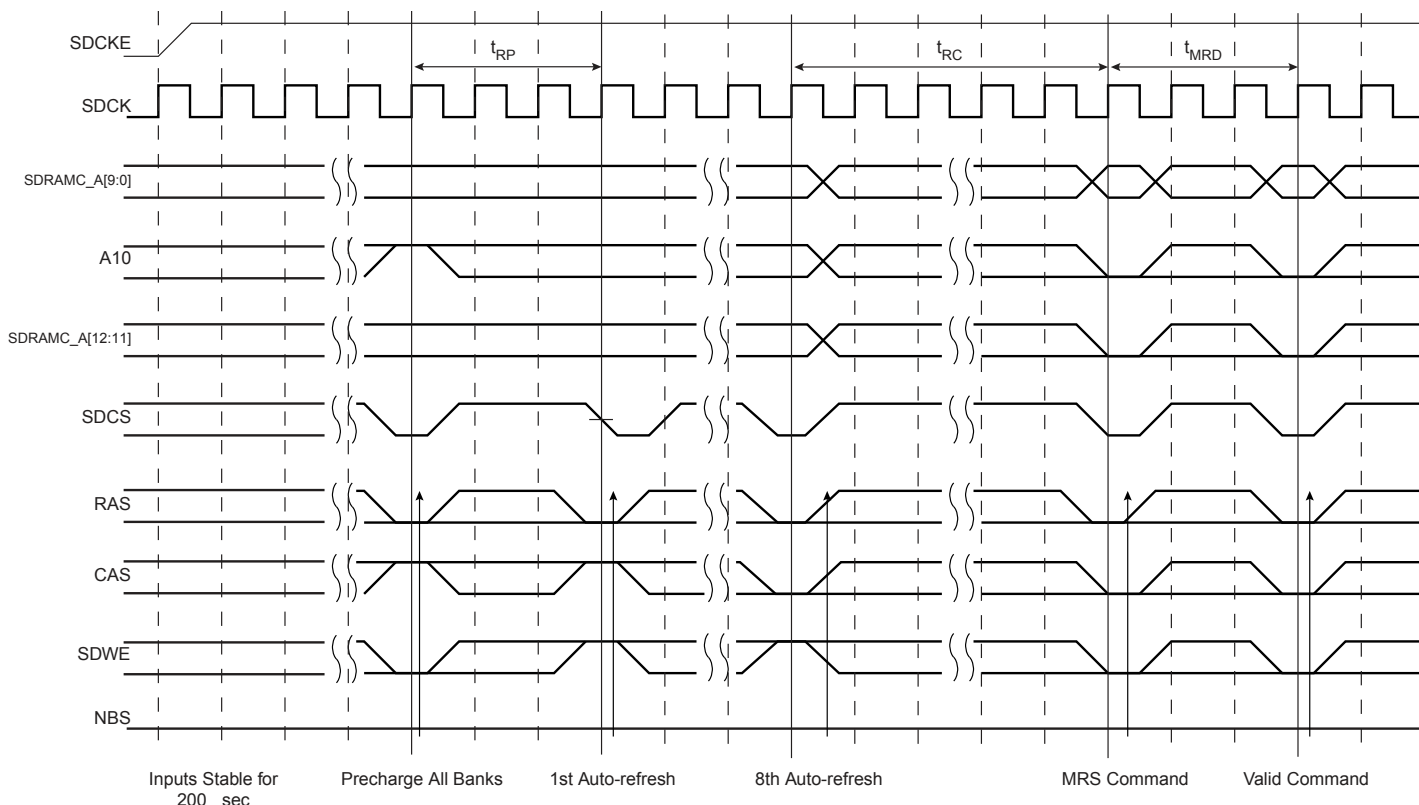 SDCKE
tRP
tRC
tMRD
SDCK
SDRAMC_A[9:0]
A10
SDRAMC_A[12:11]
SDCS
RAS
CAS
SDWE
NBS
Inputs Stable for
200 sec
Precharge All Banks
1st Auto-refresh
8th Auto-refresh
MRS Command
Valid Command